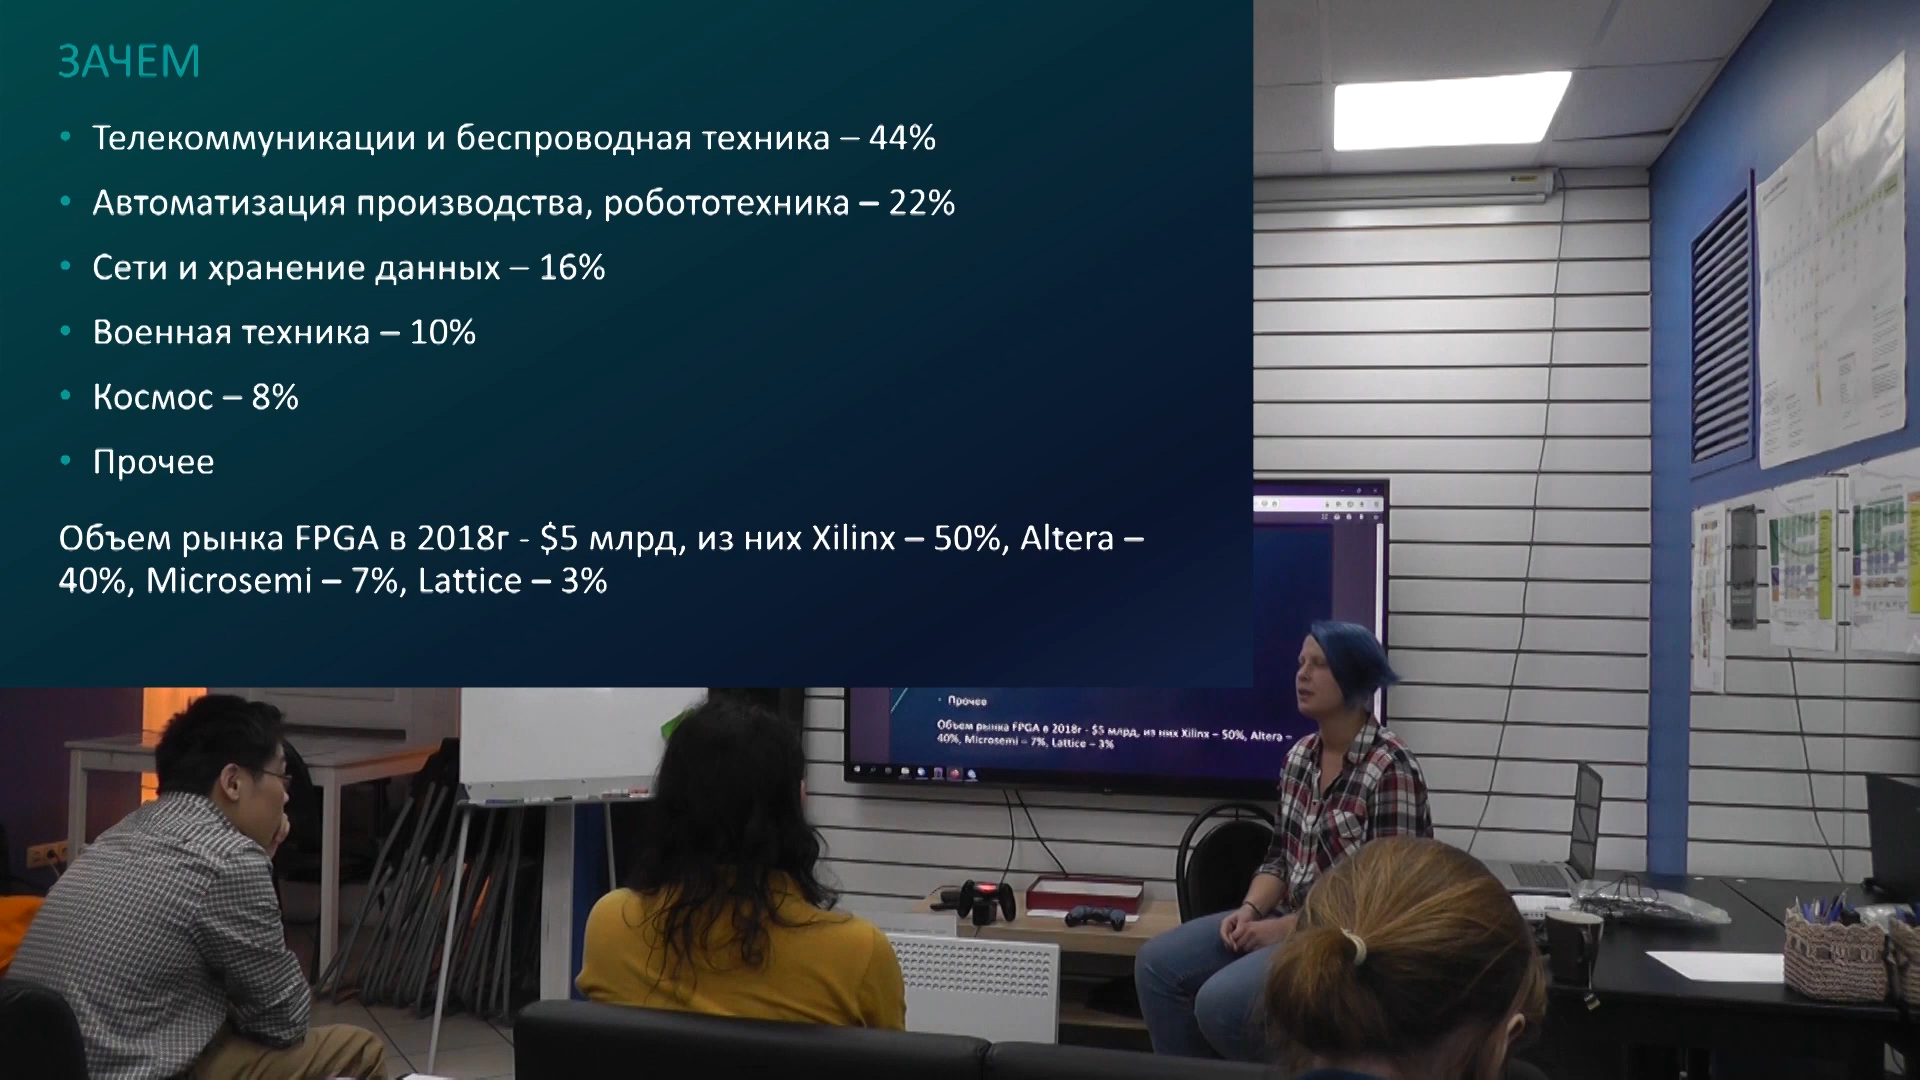 ЗАЧЕМ
• Телекоммуникации и беспроводная техника – 44%
• Автоматизация производства, робототехника – 22%
• Сети и хранение данных – 16%
• Военная техника – 10%
• Космос – 8%
• Прочее
Объем рынка FPGA в 2018г - $5 млрд, из них Xilinx – 50%, Altera –
40%, Microsemi – 7%, Lattice – 3%
• Прочее
Объем рынка FPGA в 2018г - $5 млрд, из них Xilinx – 50%, Altera –
40%, Microsemi – 7%, Lattice – 3%